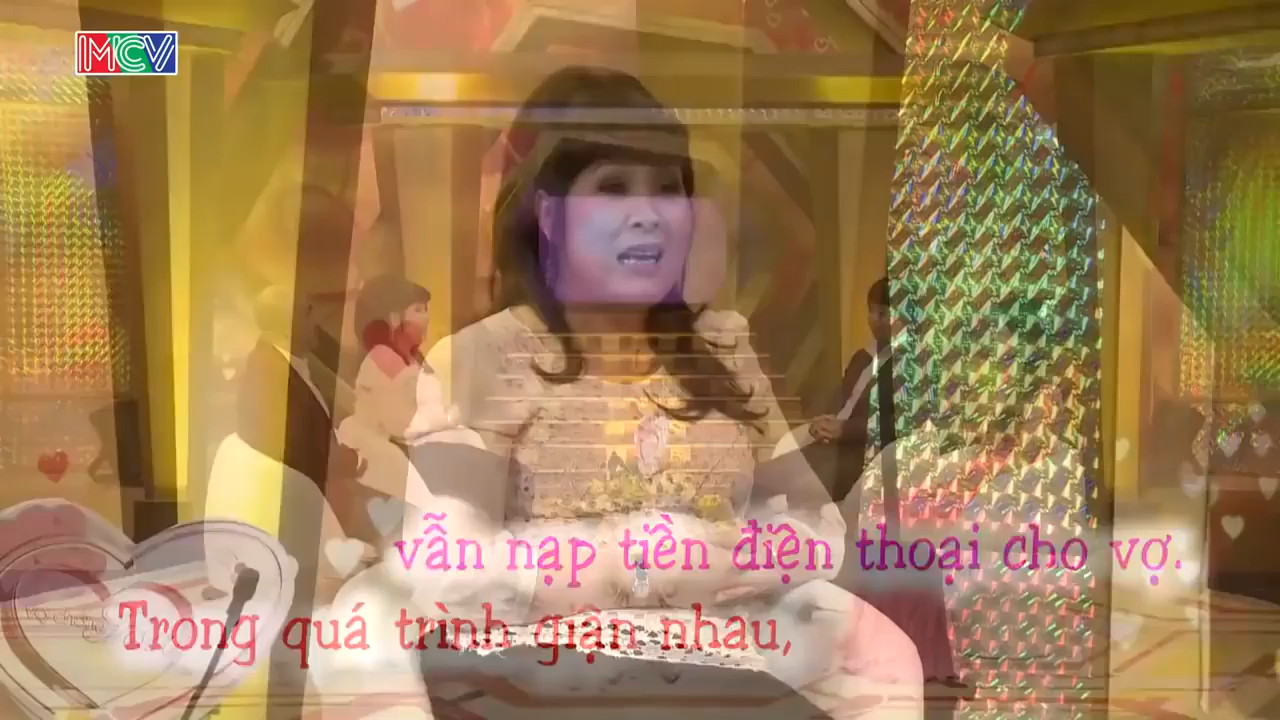 MCV
vẫn nạp tiền điện thoại cho vợ.
Trong quá trình giận nhau,